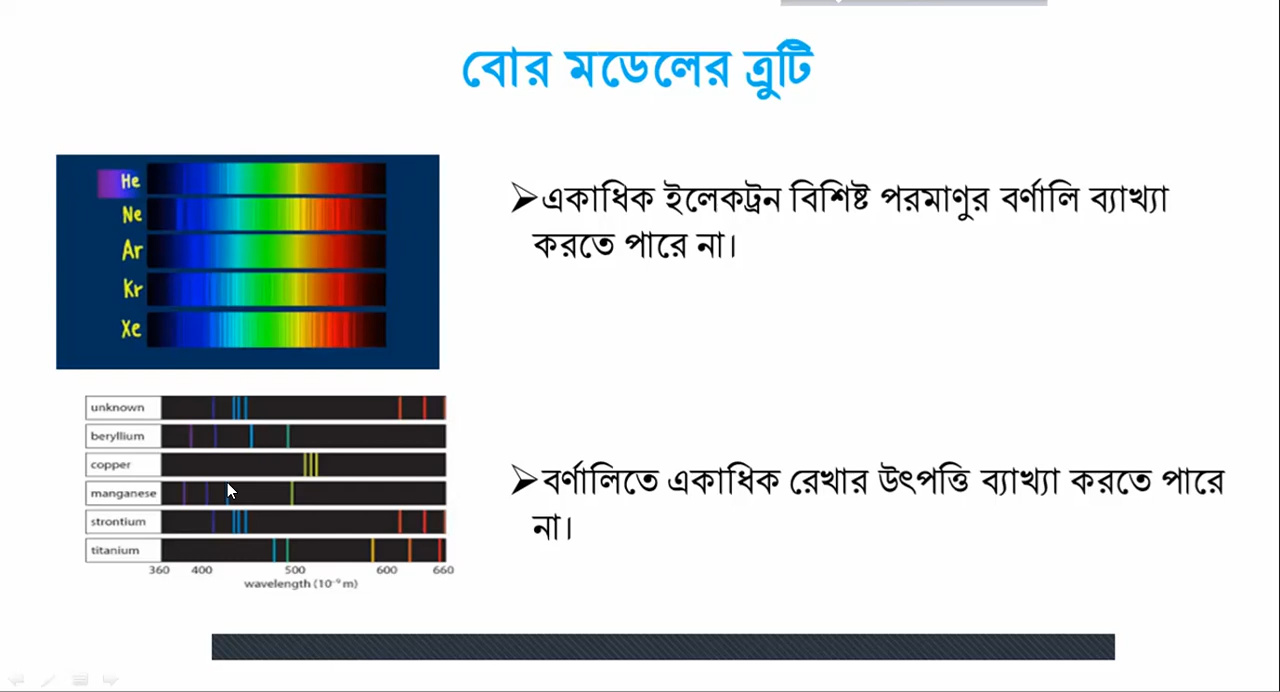 বোর মডেলের ত্রুটি
He
Ne
Ar
Kr
Xe
➢একাধিক ইলেকট্রন বিশিষ্ট পরমাণুর বর্ণালি ব্যাখ্যা
করতে পারে না।
unknown
beryllium
copper
manganese
strontium
titanium
360 400 500 600 660
wavelength (10⁻⁹ m)
➢বর্ণালিতে একাধিক রেখার উৎপত্তি ব্যাখ্যা করতে পারে
না।